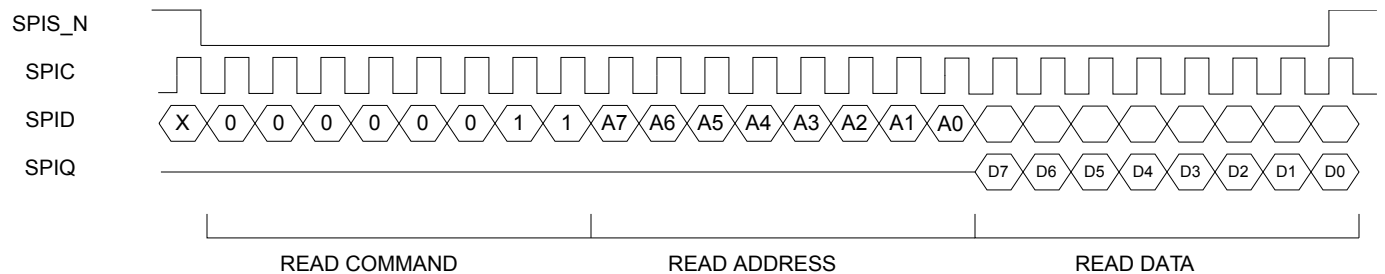 SPIS_N
SPIC
SPID X 0 0 0 0 0 0 1 1 A7 A6 A5 A4 A3 A2 A1 A0
SPIQ D7 D6 D5 D4 D3 D2 D1 D0
READ COMMAND READ ADDRESS READ DATA